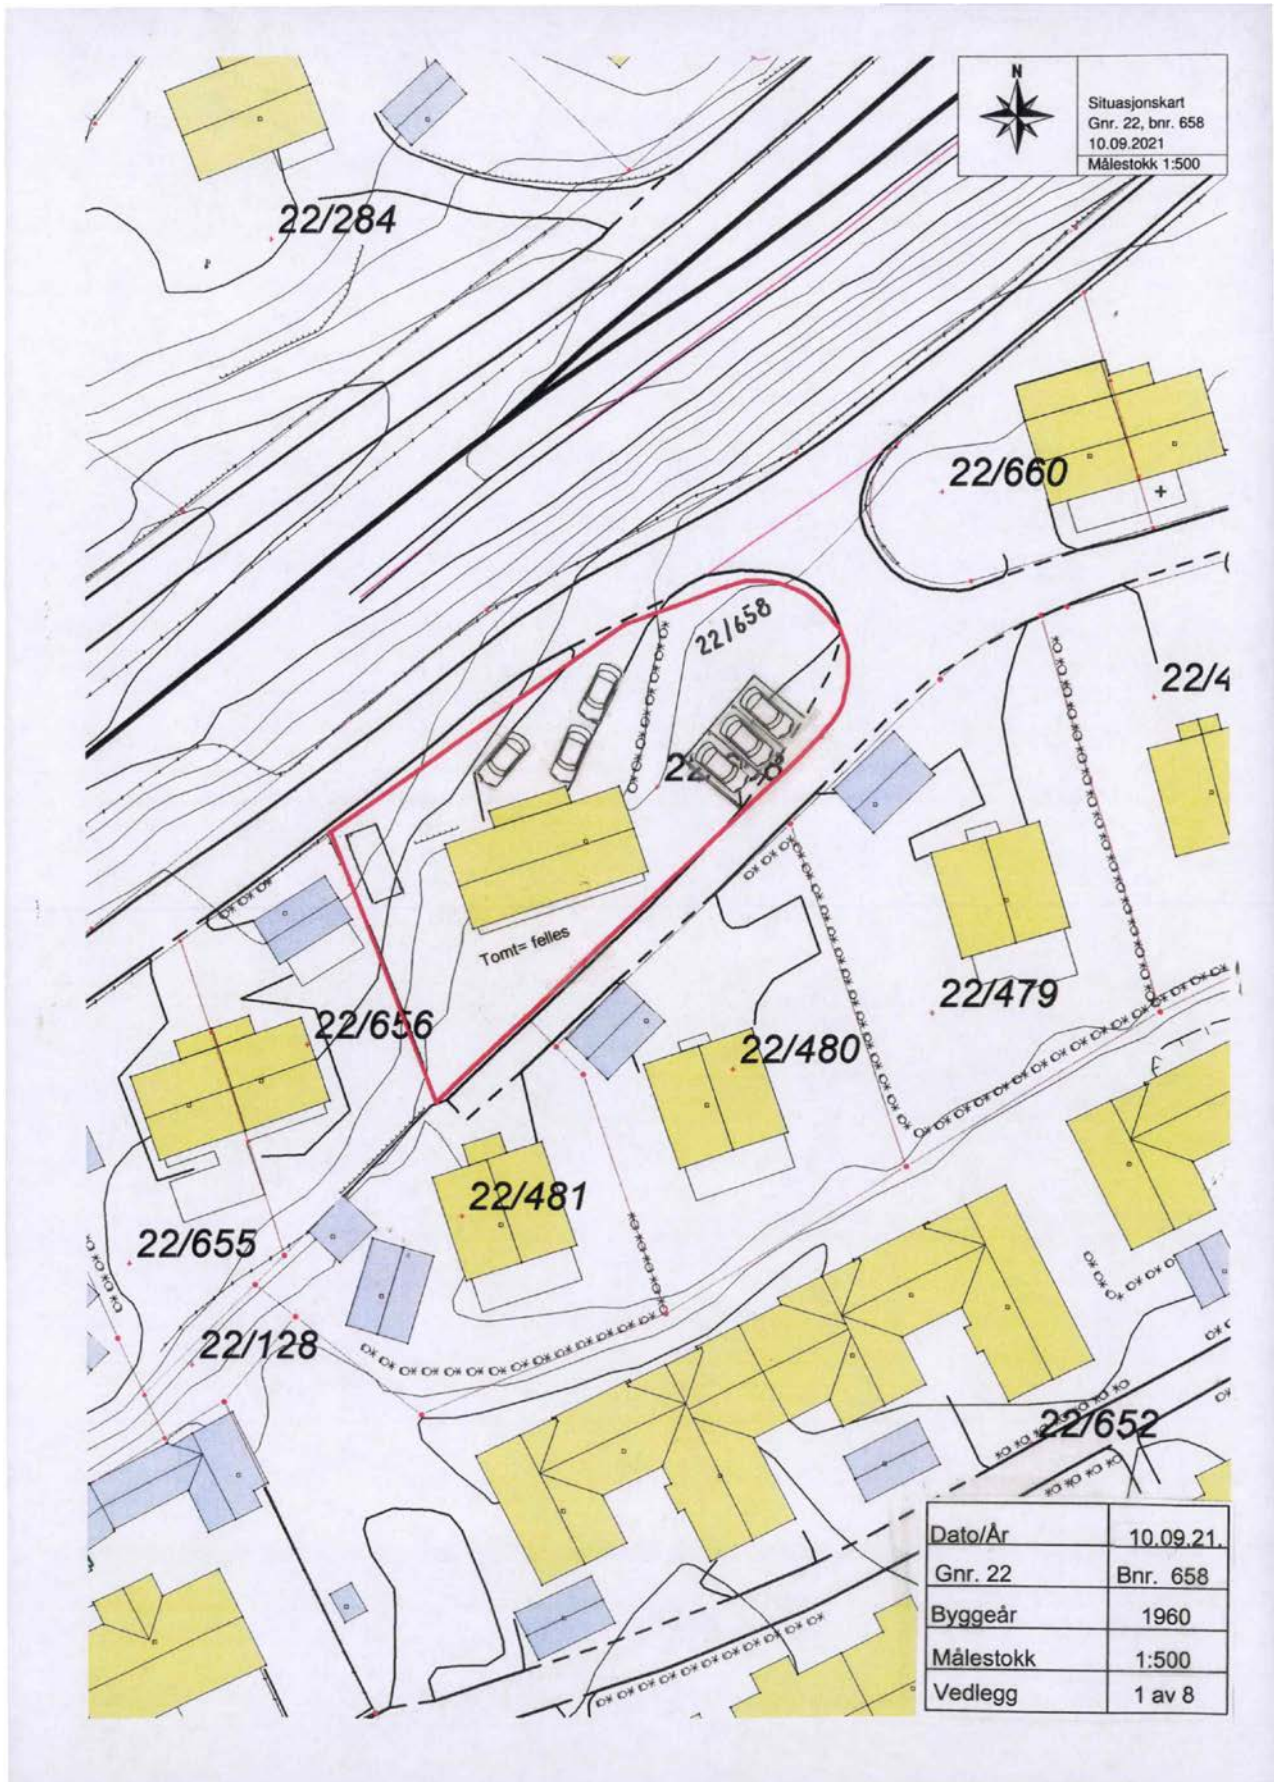 N
Situasjonskart
Gnr. 22, bnr. 658
10.09.2021
Målestokk 1:500
22/284
22/660
22/658
22/4
Tomt= felles
22/479
22/656
22/480
22/481
22/655
22/128
22/652
Dato/År 10.09.21.
Gnr. 22 Bnr. 658
Byggeår 1960
Målestokk 1:500
Vedlegg 1 av 8